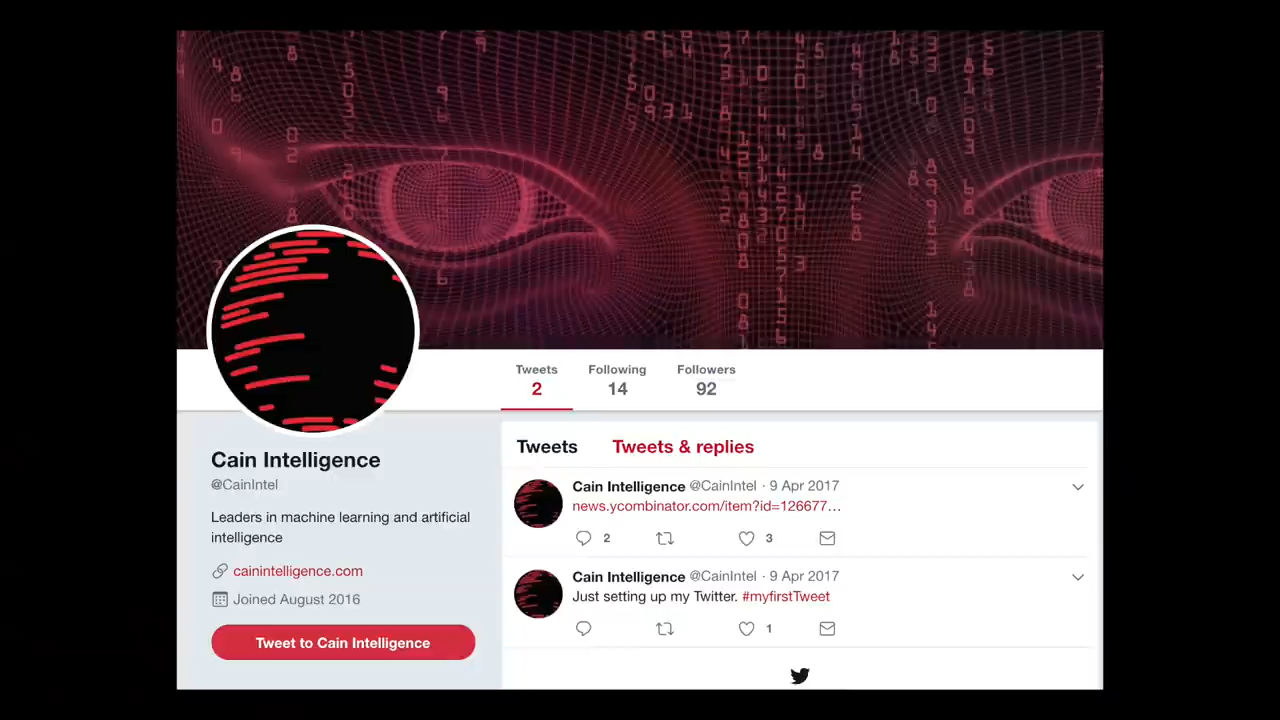 Tweets
2
Following
14
Followers
92
Cain Intelligence
@CainIntel
Leaders in machine learning and artificial
intelligence
cainintelligence.com
Joined August 2016
Tweet to Cain Intelligence
Tweets Tweets & replies
Cain Intelligence @CainIntel · 9 Apr 2017
news.ycombinator.com/item?id=126677…
2 3
Cain Intelligence @CainIntel · 9 Apr 2017
Just setting up my Twitter. #myfirstTweet
1